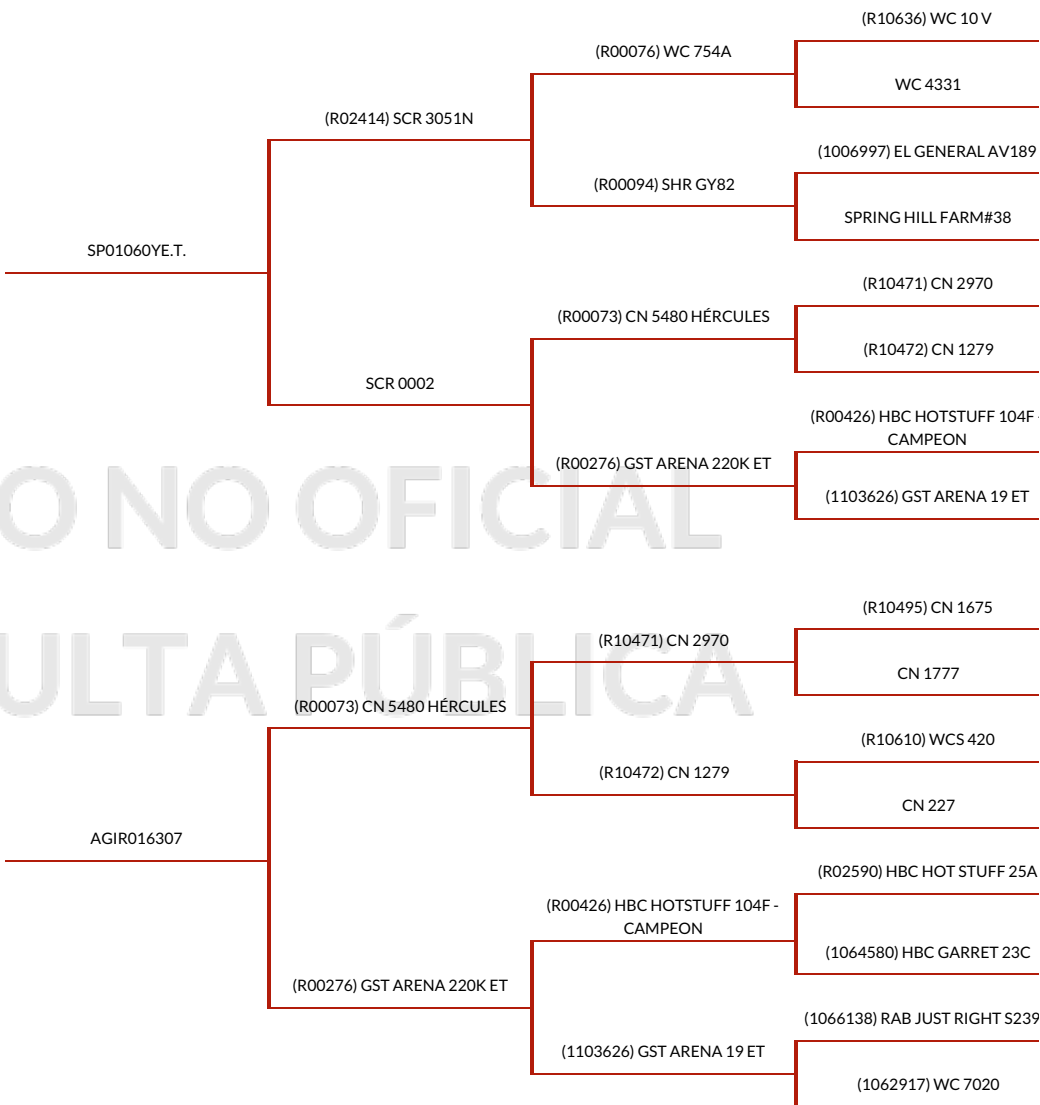 (R10636) WC 10 V
(R00076) WC 754A
WC 4331
(R02414) SCR 3051N
(1006997) EL GENERAL AV189
(R00094) SHR GY82
SPRING HILL FARM#38
SP01060YE.T.
(R10471) CN 2970
(R00073) CN 5480 HÉRCULES
(R10472) CN 1279
SCR 0002
(R00426) HBC HOTSTUFF 104F -
CAMPEON
(R00276) GST ARENA 220K ET
(1103626) GST ARENA 19 ET
O NO OFICIAL
(R10495) CN 1675
(R10471) CN 2970
CN 1777
ULTA PÚBLICA
(R00073) CN 5480 HÉRCULES
(R10610) WCS 420
(R10472) CN 1279
CN 227
AGIR016307
(R02590) HBC HOT STUFF 25A
(R00426) HBC HOTSTUFF 104F -
CAMPEON
(1064580) HBC GARRET 23C
(R00276) GST ARENA 220K ET
(1066138) RAB JUST RIGHT S239
(1103626) GST ARENA 19 ET
(1062917) WC 7020